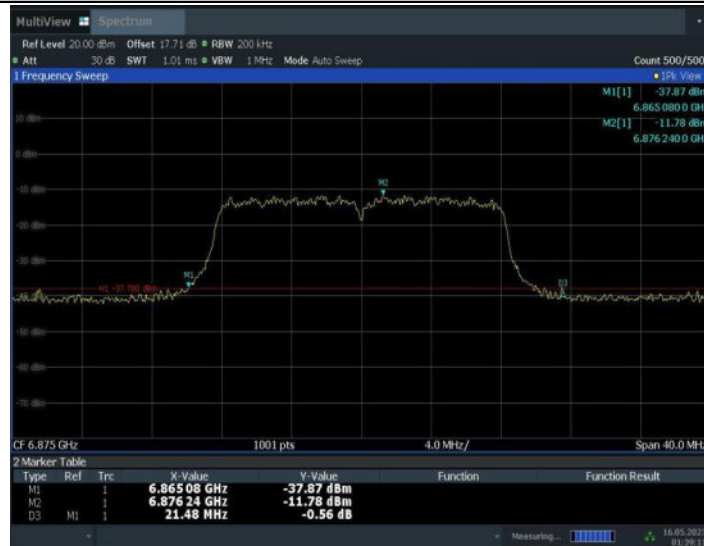 MultiView Spectrum
Ref Level 20.00 dBm Offset 17.71 dB RBW 200 kHz
Att 30 dB SWT 1.01 ms VBW 1 MHz Mode Auto Sweep Count 500/500
1 Frequency Sweep 1Pk View
M1[1] -37.87 dBm
6.865 080 0 GH
M2[1] -11.78 dBm
6.876 240 0 GH
10 dBm
0 dBm
-10 dBm
M2
-20 dBm
-30 dBm
M1
H1 -37.780 dBm
D3
-40 dBm
-50 dBm
-60 dBm
-70 dBm
CF 6.875 GHz 1001 pts 4.0 MHz/ Span 40.0 MHz
2 Marker Table
Type Ref Trc X-Value Y-Value Function Function Result
M1 1 6.865 08 GHz -37.87 dBm
M2 1 6.876 24 GHz -11.78 dBm
D3 M1 1 21.48 MHz -0.56 dB
Measuring...